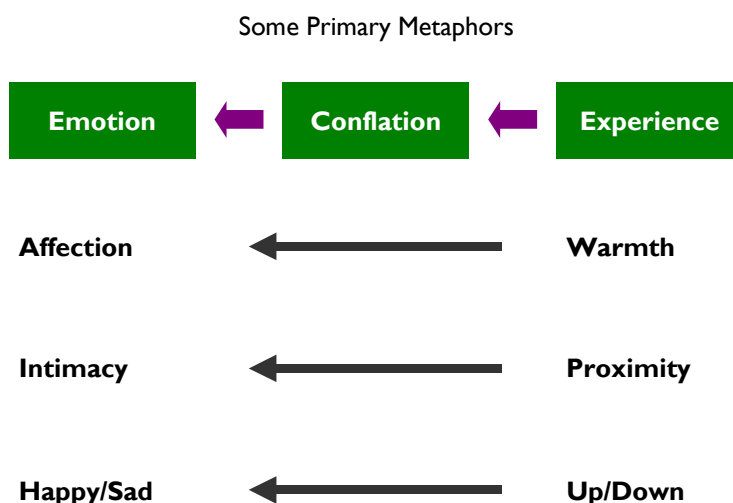 Some Primary Metaphors
Emotion Conflation Experience
Affection Warmth
Intimacy Proximity
Happy/Sad Up/Down